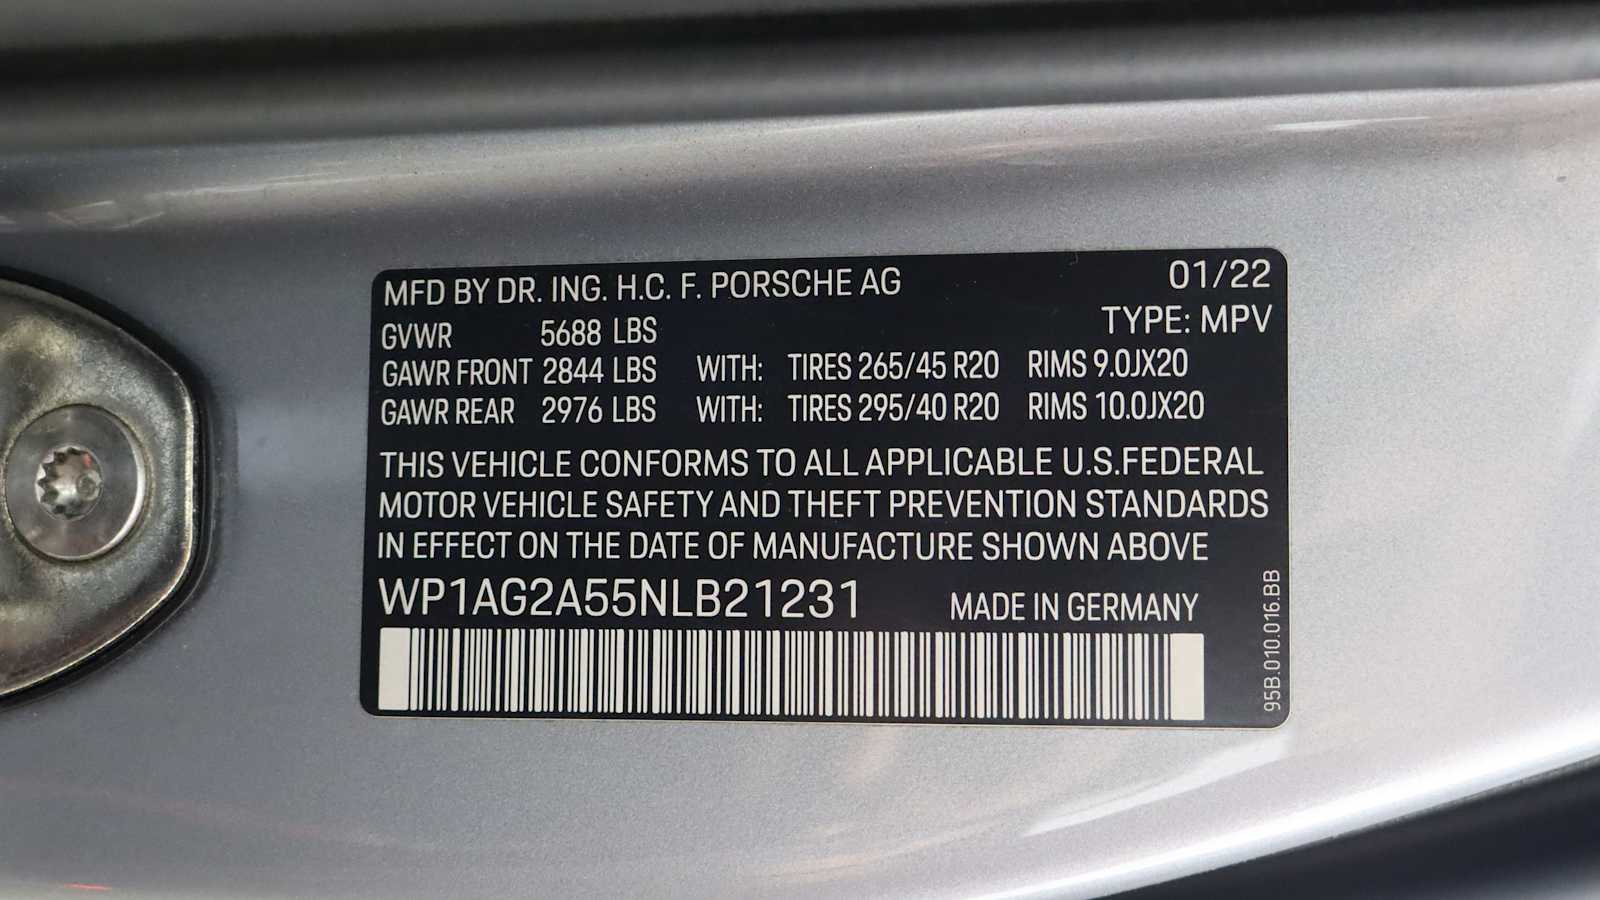 MFD BY DR. ING. H.C. F. PORSCHE AG 01/22
TYPE: MPV
GVWR 5688 LBS
GAWR FRONT 2844 LBS WITH: TIRES 265/45 R20 RIMS 9.0JX20
GAWR REAR 2976 LBS WITH: TIRES 295/40 R20 RIMS 10.0JX20
THIS VEHICLE CONFORMS TO ALL APPLICABLE U.S.FEDERAL
MOTOR VEHICLE SAFETY AND THEFT PREVENTION STANDARDS
IN EFFECT ON THE DATE OF MANUFACTURE SHOWN ABOVE
WP1AG2A55NLB21231 MADE IN GERMANY
95B.010.016.BB